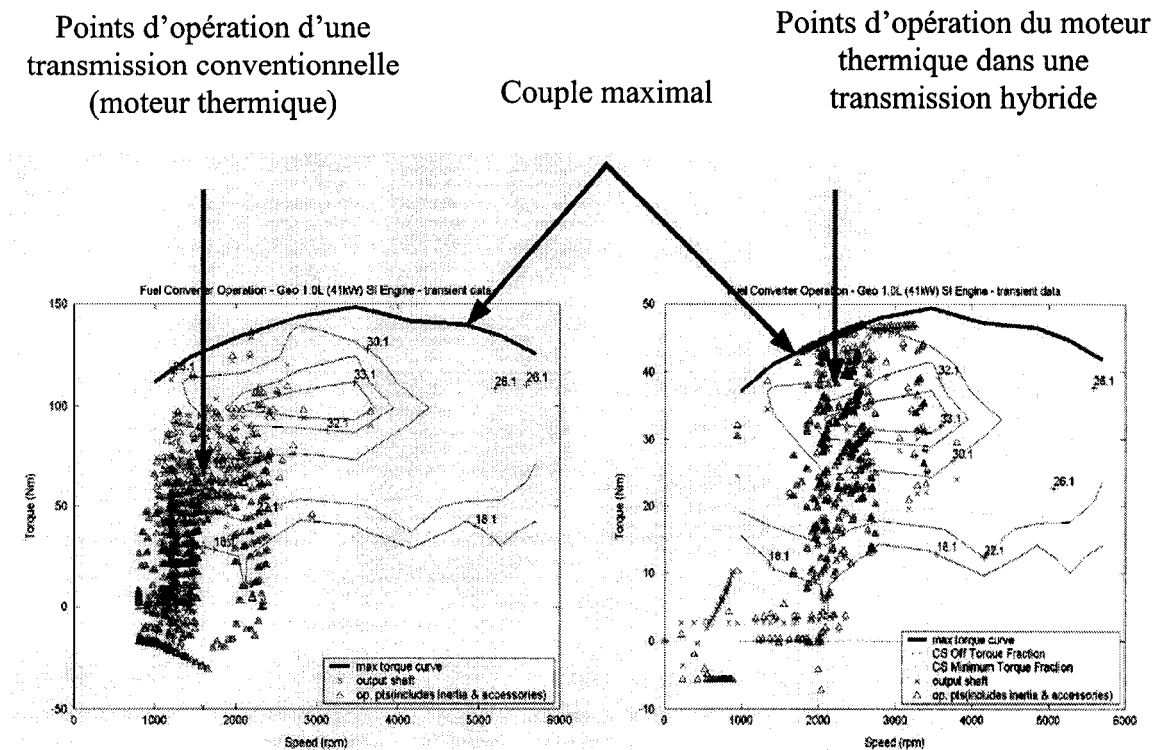 Points d'opération d'une
transmission conventionnelle
(moteur thermique)
Couple maximal
Points d'opération du moteur
thermique dans une
transmission hybride
Fuel Converter Operation - Geo 1.0L (41kW) SI Engine - transient data
150
100
50
0
-50
Torque (Nm)
0
1000
2000
3000
4000
5000
6000
Speed (rpm)
30.1
33.1
32.1
26.1
26.1
18.1
max torque curve
output shaft
op. pts(includes inertia & accessories)
Fuel Converter Operation - Geo 1.0L (41kW) SI Engine - transient data
50
40
30
20
10
0
-10
Torque (Nm)
0
1000
2000
3000
4000
5000
6000
Speed (rpm)
32.1
26.1
33.1
30.1
26.1
18.1
18.1
22.1
max torque curve
CS Off Torque Fraction
CS Minimum Torque Fraction
output shaft
op. pts(includes inertia & accessories)